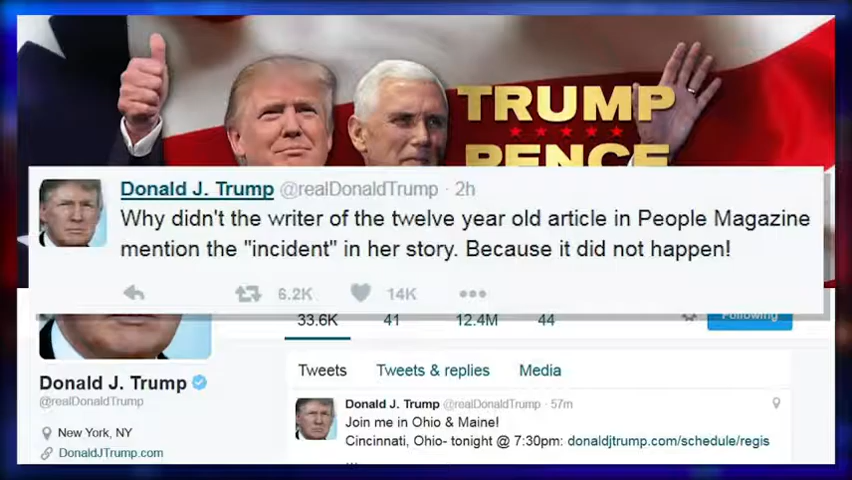 TRUMP
PENCE
Donald J. Trump @realDonaldTrump · 2h
Why didn't the writer of the twelve year old article in People Magazine
mention the "incident" in her story. Because it did not happen!
6.2K 14K
33.6K 41 12.4M 44 Following
Donald J. Trump
@realDonaldTrump
New York, NY
DonaldJTrump.com
Tweets Tweets & replies Media
Donald J. Trump @realDonaldTrump · 57m
Join me in Ohio & Maine!
Cincinnati, Ohio- tonight @ 7:30pm: donaldjtrump.com/schedule/regis